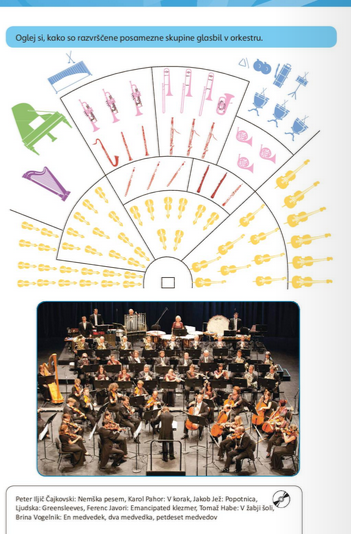 Oglej si, kako so razvrščene posamezne skupine glasbil v orkestru.
Peter Iljič Čajkovski: Nemška pesem, Karol Pahor: V korak, Jakob Jež: Popotnica,
Ljudska: Greensleeves, Ferenc Javori: Emancipated klezmer, Tomaž Habe: V žabji šoli,
Brina Vogelnik: En medvedek, dva medvedka, petdeset medvedov